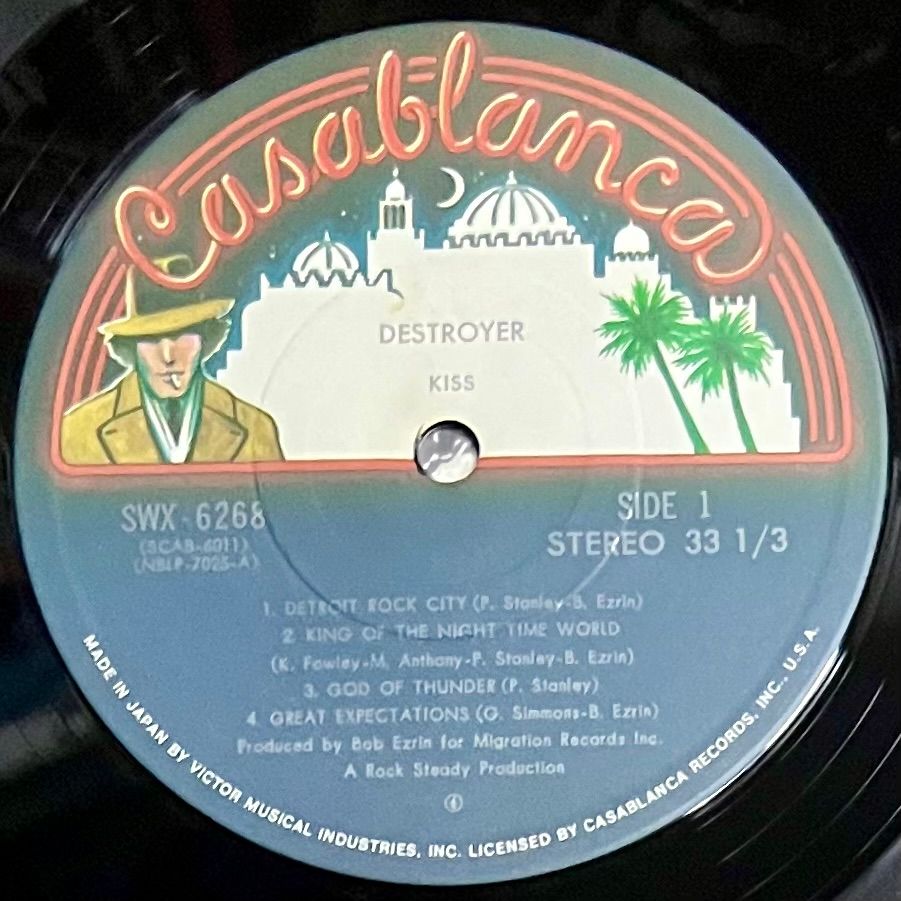 Casablanca
DESTROYER
KISS
SWX-6268
(SCAB-6011)
(NBLP-7025-A)
SIDE 1
STEREO 33 1/3
1. DETROIT ROCK CITY (P. Stanley-B. Ezrin)
2. KING OF THE NIGHT TIME WORLD
(K. Fowley-M. Anthony-P. Stanley-B. Ezrin)
3. GOD OF THUNDER (P. Stanley)
4. GREAT EXPECTATIONS (G. Simmons-B. Ezrin)
Produced by Bob Ezrin for Migration Records Inc.
A Rock Steady Production
MADE IN JAPAN BY VICTOR MUSICAL INDUSTRIES, INC. LICENSED BY CASABLANCA RECORDS, INC., U.S.A.